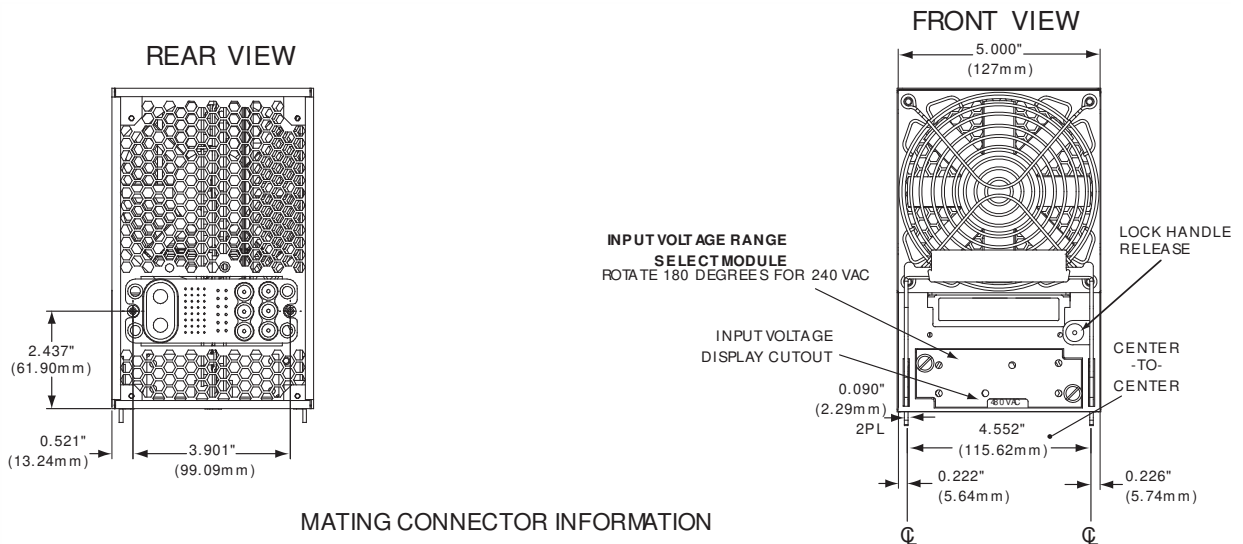 FRONT VIEW
REAR VIEW
5.000"
(127mm)
INPUT VOLTAGE RANGE
SELECT MODULE
ROTATE 180 DEGREES FOR 240 VAC
LOCK HANDLE
RELEASE
INPUT VOLTAGE
DISPLAY CUTOUT
CENTER
-TO-
CENTER
2.437"
(61.90mm)
0.090"
(2.29mm)
2PL
480 VAC
0.521"
(13.24mm)
3.901"
(99.09mm)
4.552"
(115.62mm)
0.222"
(5.64mm)
0.226"
(5.74mm)
MATING CONNECTOR INFORMATION
℄
℄